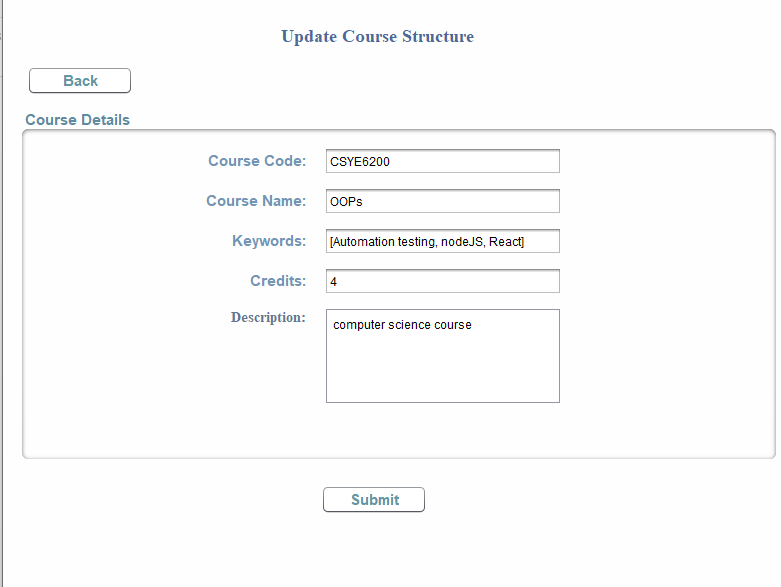 Update Course Structure
Back
Course Details
Course Code: CSYE6200
Course Name: OOPs
Keywords: [Automation testing, nodeJS, React]
Credits: 4
Description: computer science course
Submit